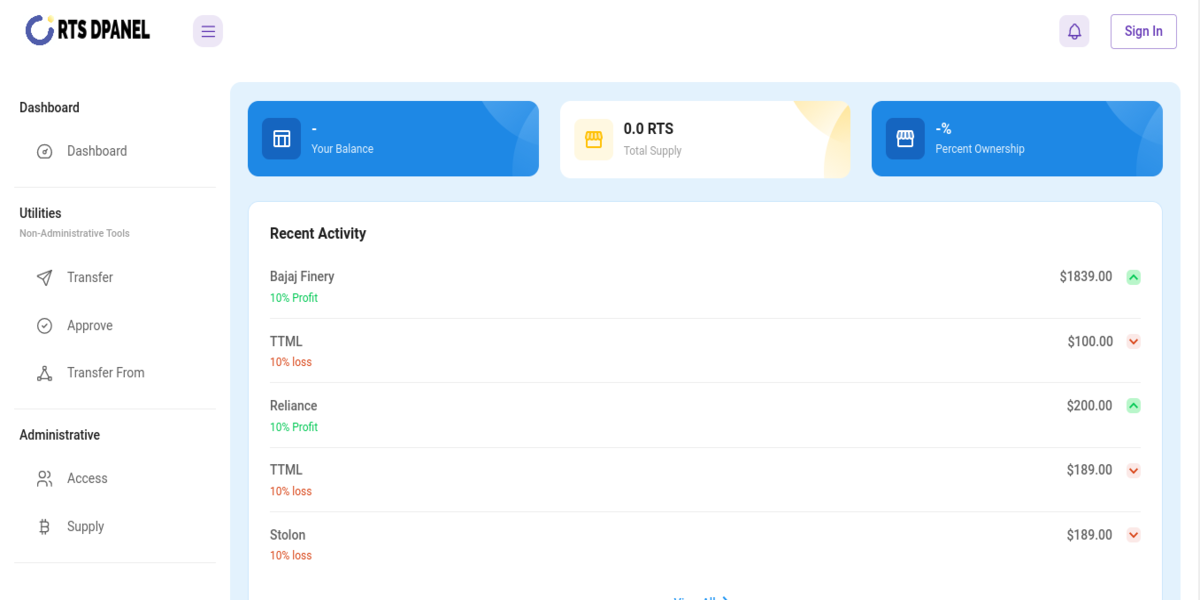 RTS DPANEL
Sign In
Dashboard
Dashboard
Utilities
Non-Administrative Tools
Transfer
Approve
Transfer From
Administrative
Access
Supply
-
Your Balance
0.0 RTS
Total Supply
-%
Percent Ownership
Recent Activity
Bajaj Finery $1839.00
10% Profit
TTML $100.00
10% loss
Reliance $200.00
10% Profit
TTML $189.00
10% loss
Stolon $189.00
10% loss
View All